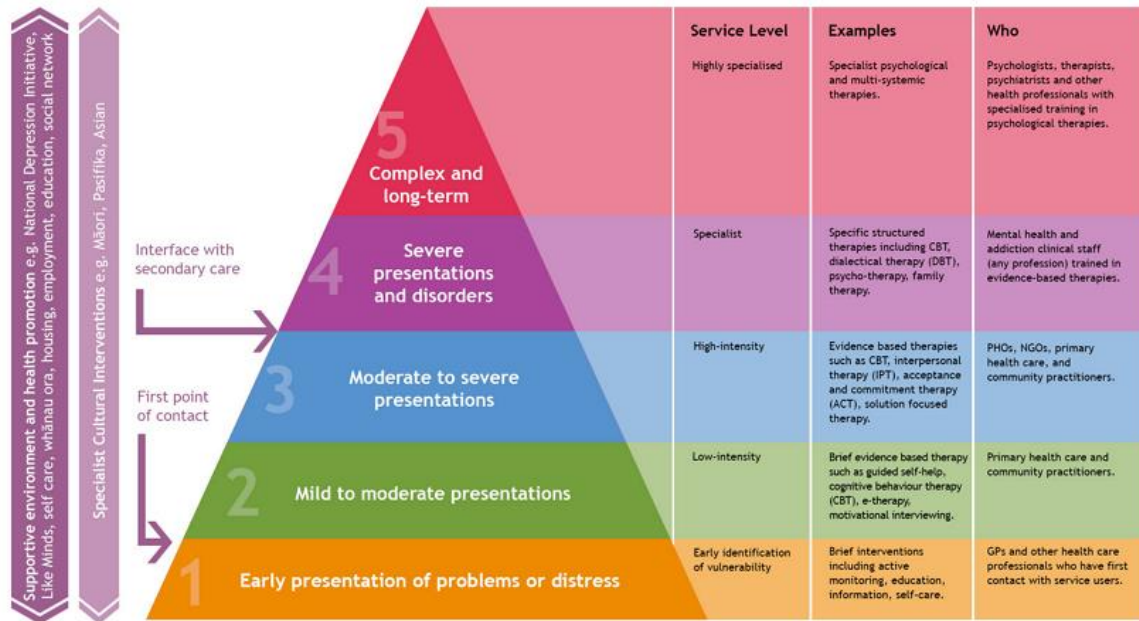 Supportive environment and health promotion e.g. National Depression Initiative,
Like Minds, self care, whānau ora, housing, employment, education, social network
Specialist Cultural Interventions e.g. Māori, Pasifika, Asian
Interface with
secondary care
First point
of contact
5
Complex and
long-term
4
Severe
presentations
and disorders
3
Moderate to severe
presentations
2
Mild to moderate presentations
1
Early presentation of problems or distress
Service Level
Examples
Who
Highly specialised
Specialist psychological
and multi-systemic
therapies.
Psychologists, therapists,
psychiatrists and other
health professionals with
specialised training in
psychological therapies.
Specialist
Specific structured
therapies including CBT,
dialectical therapy (DBT),
psycho-therapy, family
therapy.
Mental health and
addiction clinical staff
(any profession) trained in
evidence-based therapies.
High-intensity
Evidence based therapies
such as CBT, interpersonal
therapy (IPT), acceptance
and commitment therapy
(ACT), solution focused
therapy.
PHOs, NGOs, primary
health care, and
community practitioners.
Low-intensity
Brief evidence based therapy
such as guided self-help,
cognitive behaviour therapy
(CBT), e-therapy,
motivational interviewing.
Primary health care and
community practitioners.
Early identification
of vulnerability
Brief interventions
including active
monitoring, education,
information, self-care.
GPs and other health care
professionals who have first
contact with service users.